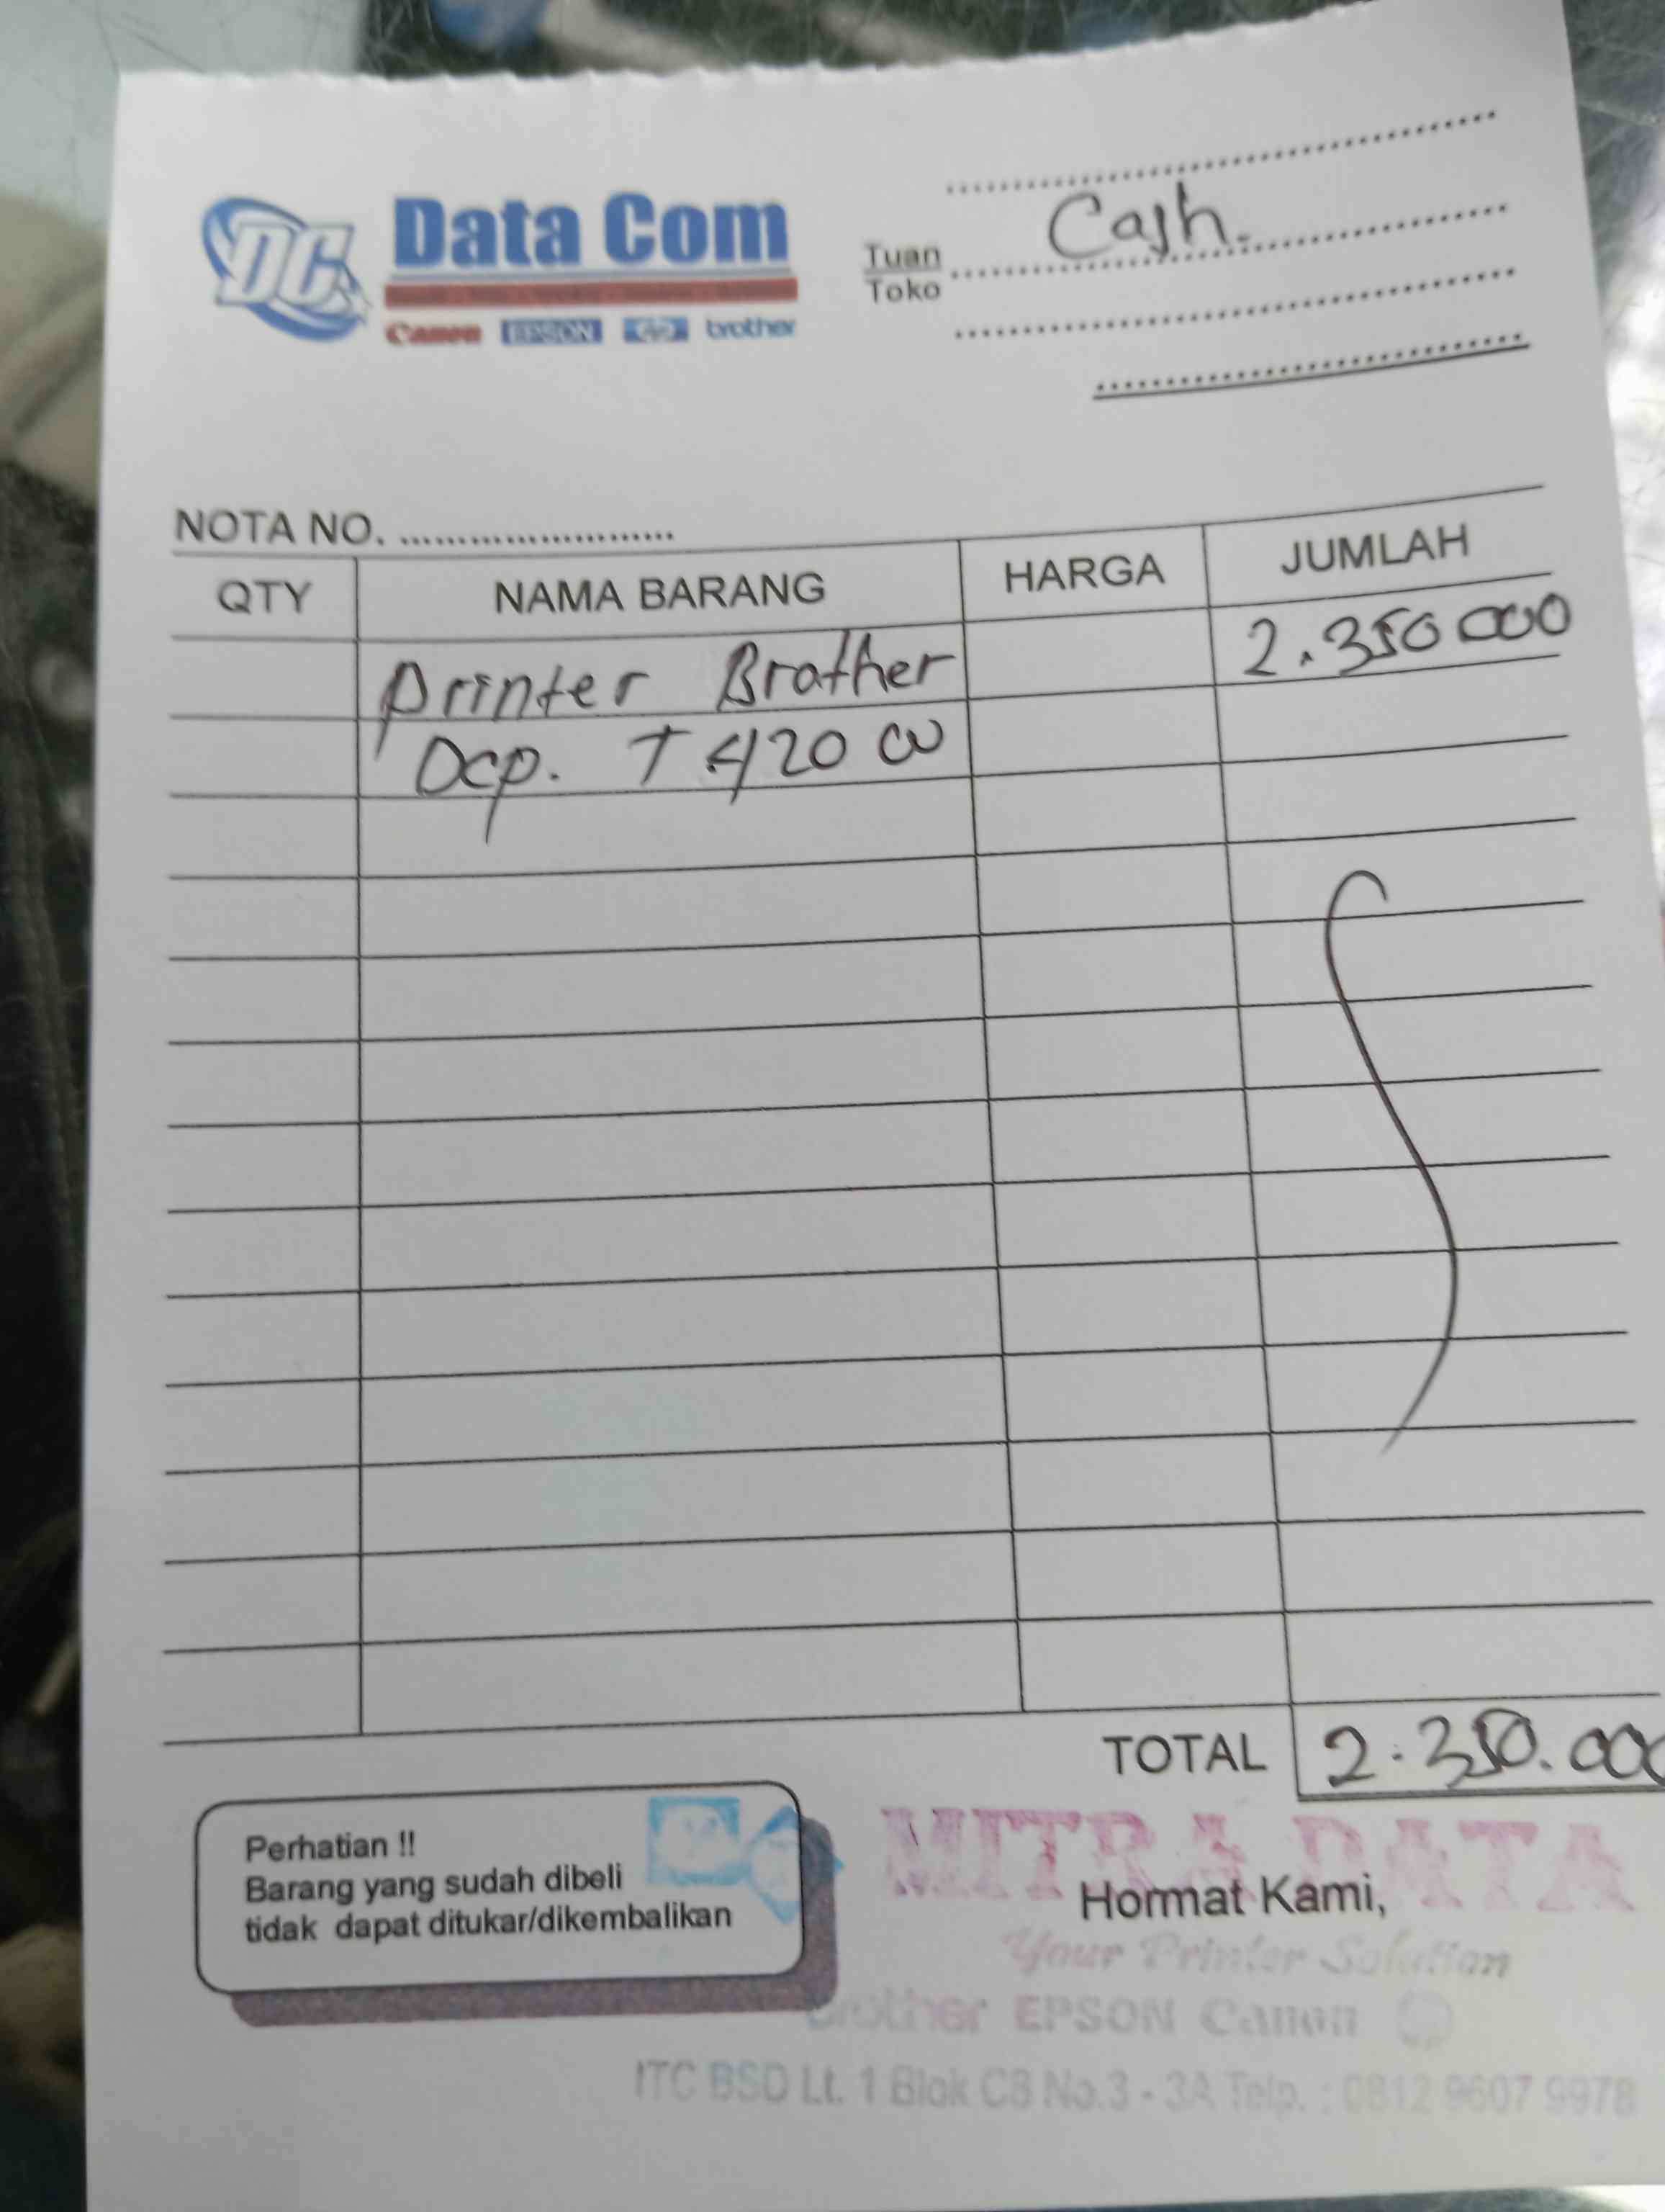 DC Data Com
Canon EPSON hp brother
Cash.
Tuan
Toko
NOTA NO.
QTY NAMA BARANG HARGA JUMLAH
Printer Brother 2.350 000
Dcp. T 420 W
TOTAL 2.350.000
Perhatian !!
Barang yang sudah dibeli
tidak dapat ditukar/dikembalikan
MITRA DATA
Hormat Kami,
Your Printer Solution
brother EPSON Canon
ITC BSD Lt. 1 Blok C8 No.3 - 3A Telp. : 0812 9607 9978